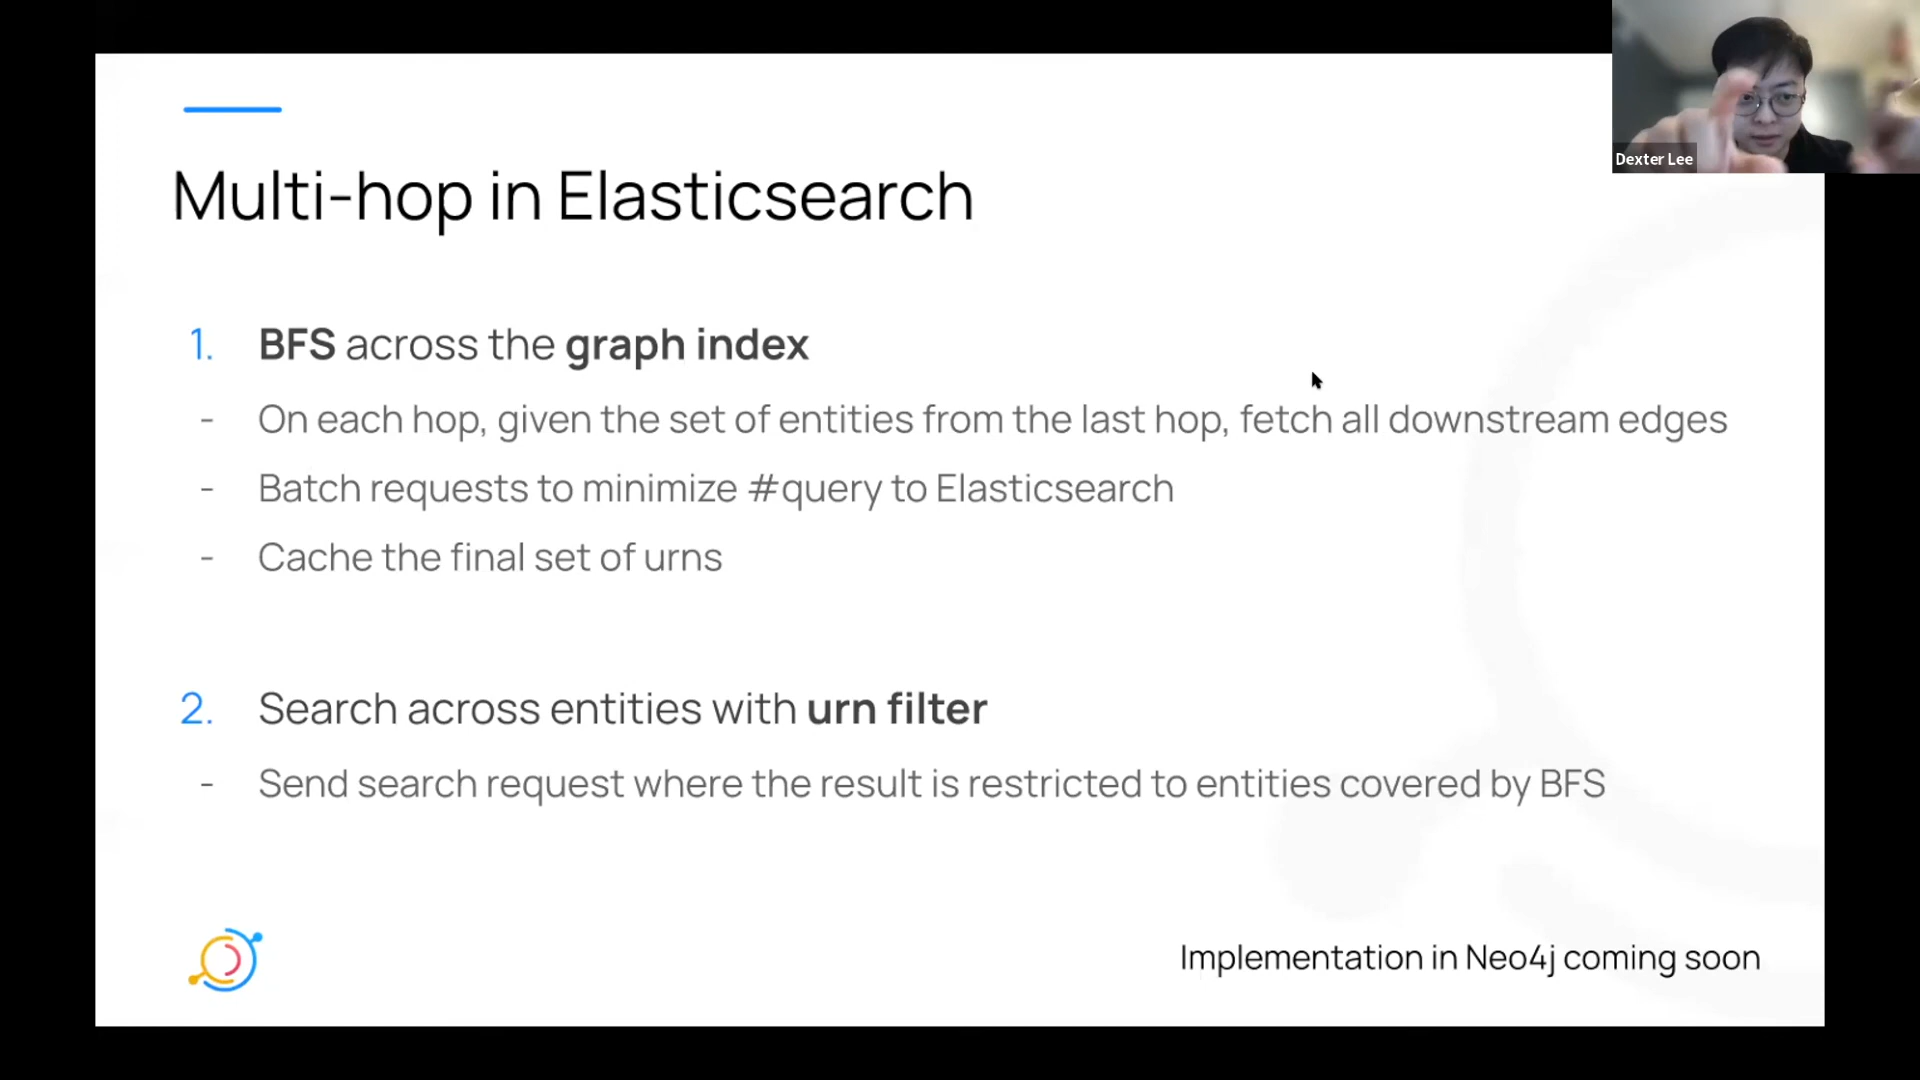 Dexter Lee
Multi-hop in Elasticsearch
1. BFS across the graph index
- On each hop, given the set of entities from the last hop, fetch all downstream edges
- Batch requests to minimize #query to Elasticsearch
- Cache the final set of urns
2. Search across entities with urn filter
- Send search request where the result is restricted to entities covered by BFS
Implementation in Neo4j coming soon